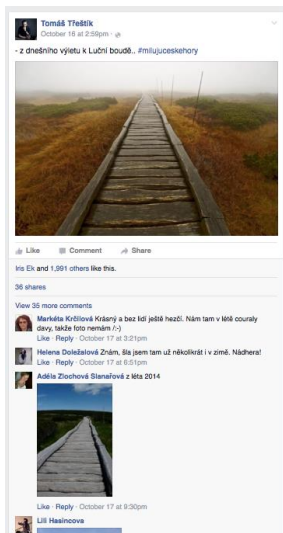 Tomáš Třeštík
October 16 at 2:59pm ·
- z dnešního výletu k Luční boudě.. #milujuceskehory
Like Comment Share
Iris Ek and 1,991 others like this.
36 shares
View 35 more comments
Markéta Krčilová Krásný a bez lidí ještě hezčí. Nám tam v létě couraly
davy, takže foto nemám /:-)
Like · Reply · October 17 at 3:21pm
Helena Doležalová Znám, šla jsem tam už několikrát i v zimě. Nádhera!
Like · Reply · October 17 at 6:51pm
Adéla Zlochová Slanařová z léta 2014
Like · Reply · October 17 at 9:30pm
Lili Hasincova